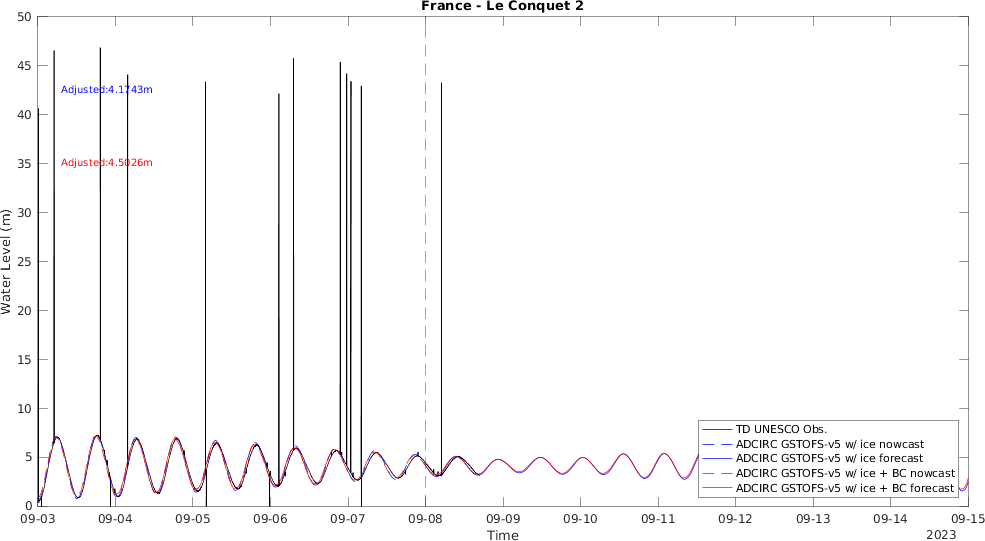 France - Le Conquet 2
50
45
40
35
30
25
20
15
10
5
0
Water Level (m)
Adjusted:4.1743m
Adjusted:4.5026m
TD UNESCO Obs.
ADCIRC GSTOFS-v5 w/ ice nowcast
ADCIRC GSTOFS-v5 w/ ice forecast
ADCIRC GSTOFS-v5 w/ ice + BC nowcast
ADCIRC GSTOFS-v5 w/ ice + BC forecast
09-03 09-04 09-05 09-06 09-07 09-08 09-09 09-10 09-11 09-12 09-13 09-14 09-15
Time
2023